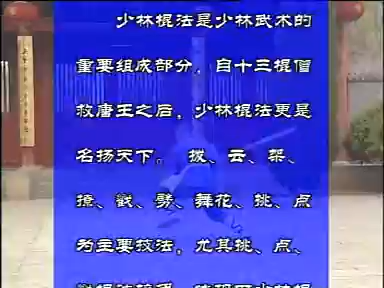 少林棍法是少林武术的
重要组成部分，自十三棍僧
救唐王之后，少林棍法更是
名扬天下。 拨、云、架、
撩、戳、劈、舞花、挑、点
为主要技法，尤其挑、点、